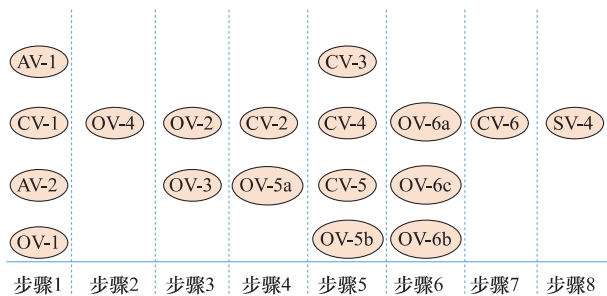 AV-1 CV-3
CV-1 OV-4 OV-2 CV-2 CV-4 OV-6a CV-6 SV-4
AV-2 OV-3 OV-5a CV-5 OV-6c
OV-1 OV-5b OV-6b
步骤1 步骤2 步骤3 步骤4 步骤5 步骤6 步骤7 步骤8